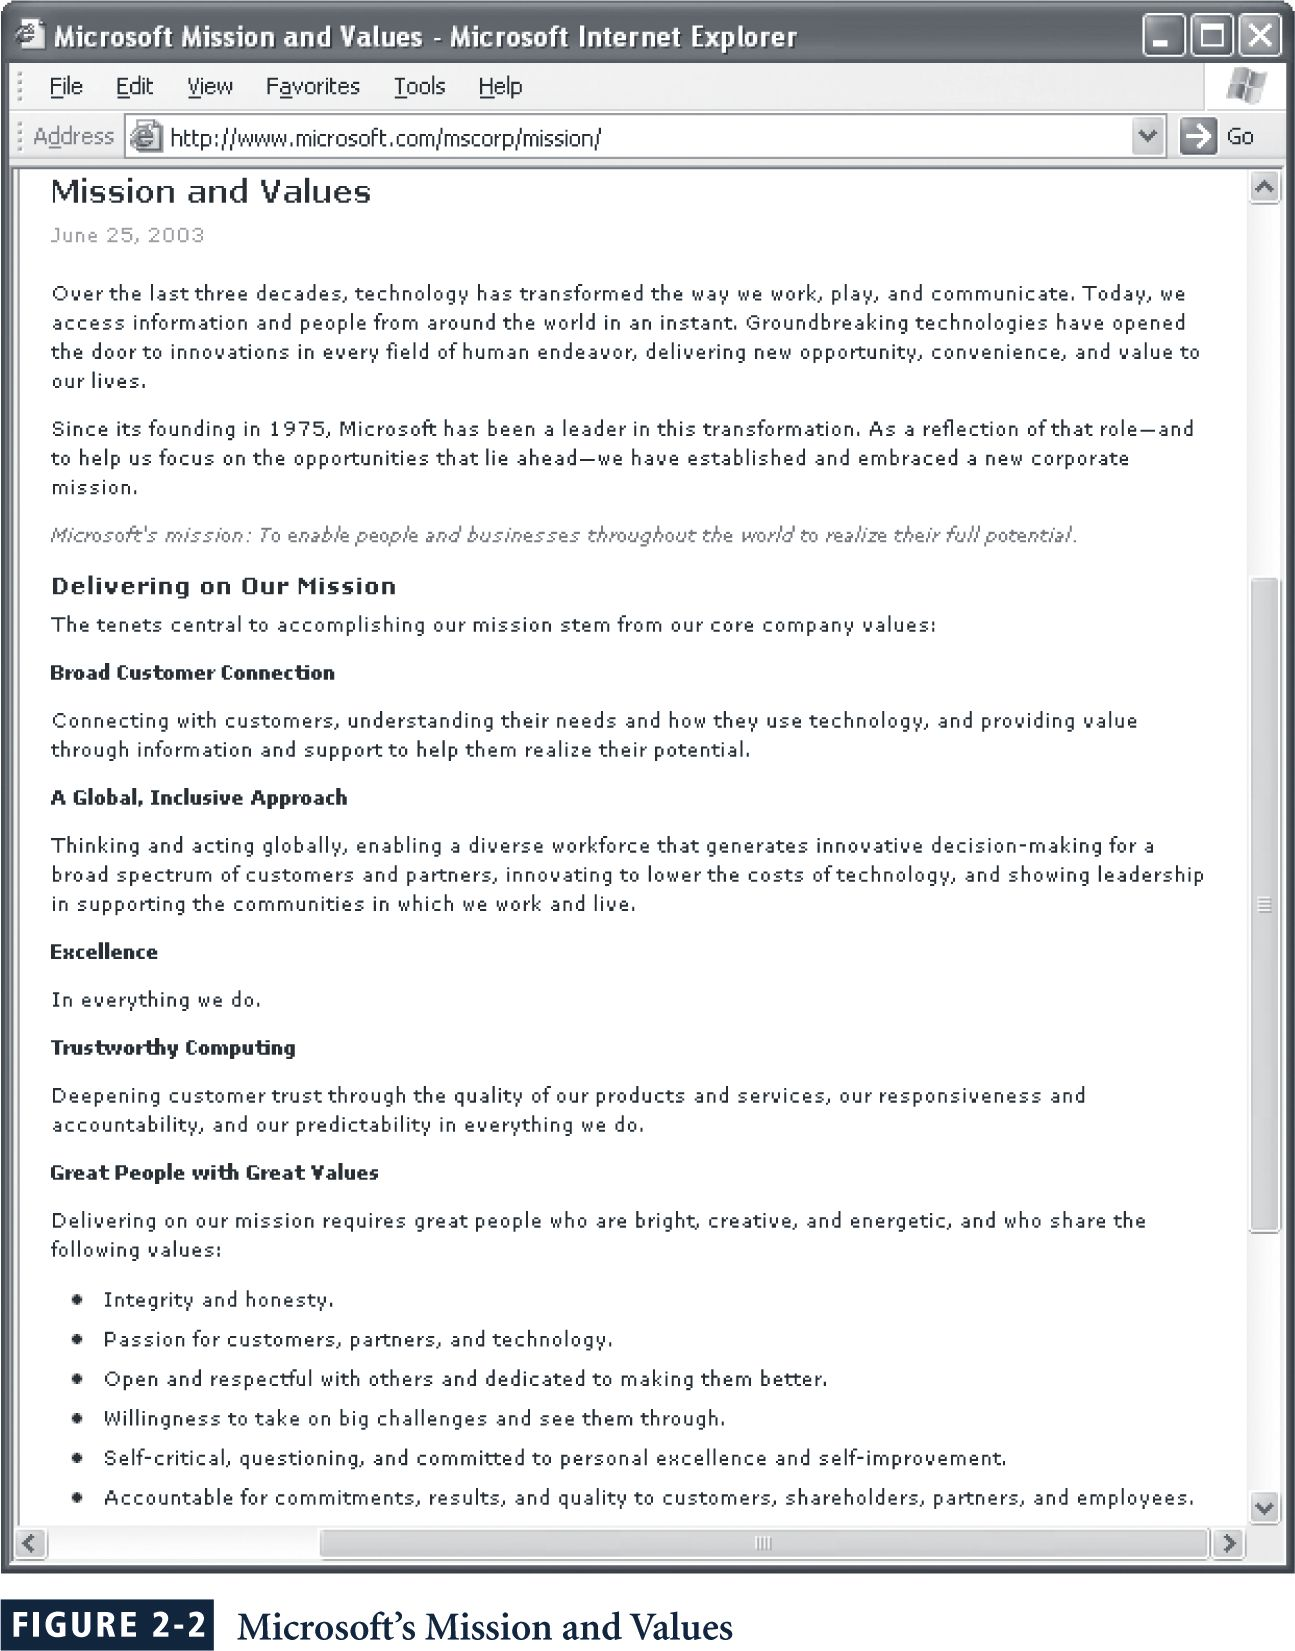 Microsoft Mission and Values - Microsoft Internet Explorer
File Edit View Favorites Tools Help
Address http://www.microsoft.com/mscorp/mission/ Go
Mission and Values
June 25, 2003
Over the last three decades, technology has transformed the way we work, play, and communicate. Today, we
access information and people from around the world in an instant. Groundbreaking technologies have opened
the door to innovations in every field of human endeavor, delivering new opportunity, convenience, and value to
our lives.
Since its founding in 1975, Microsoft has been a leader in this transformation. As a reflection of that role—and
to help us focus on the opportunities that lie ahead—we have established and embraced a new corporate
mission.
Microsoft's mission: To enable people and businesses throughout the world to realize their full potential.
Delivering on Our Mission
The tenets central to accomplishing our mission stem from our core company values:
Broad Customer Connection
Connecting with customers, understanding their needs and how they use technology, and providing value
through information and support to help them realize their potential.
A Global, Inclusive Approach
Thinking and acting globally, enabling a diverse workforce that generates innovative decision-making for a
broad spectrum of customers and partners, innovating to lower the costs of technology, and showing leadership
in supporting the communities in which we work and live.
Excellence
In everything we do.
Trustworthy Computing
Deepening customer trust through the quality of our products and services, our responsiveness and
accountability, and our predictability in everything we do.
Great People with Great Values
Delivering on our mission requires great people who are bright, creative, and energetic, and who share the
following values:
• Integrity and honesty.
• Passion for customers, partners, and technology.
• Open and respectful with others and dedicated to making them better.
• Willingness to take on big challenges and see them through.
• Self-critical, questioning, and committed to personal excellence and self-improvement.
• Accountable for commitments, results, and quality to customers, shareholders, partners, and employees.
FIGURE 2-2 Microsoft’s Mission and Values